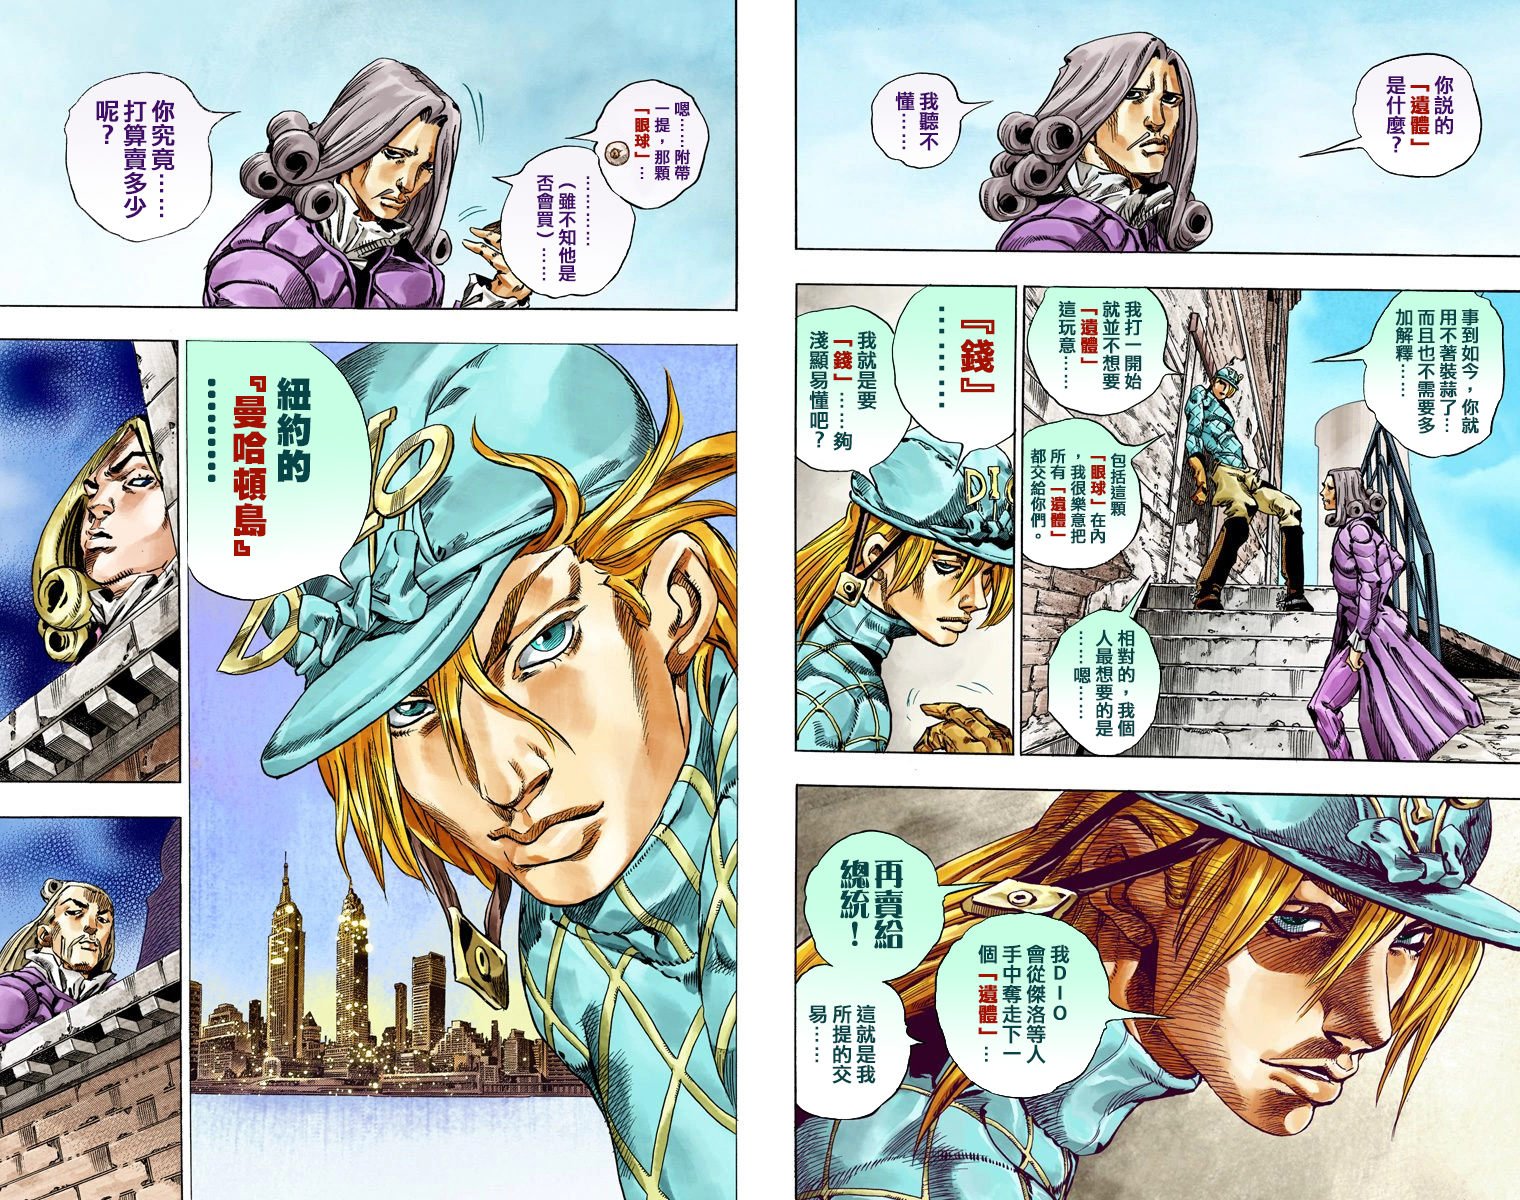 你說的
「遺體」
是什麼？
我聽不
懂……
事到如今，你就
用不著裝蒜了…
而且也不需要多
加解釋……
我打一開始
就並不想要
「遺體」
這玩意……
包括這顆
「眼球」在內
，我很樂意把
所有「遺體」
都交給你們。
相對的，我個
人最想要的是
……嗯……
『錢』
………
我就是要
「錢」……夠
淺顯易懂吧？
DIO
我DIO
會從傑洛等人
手中奪走下一
個「遺體」…
再賣給
總統！
這就是我
所提的交
易……
嗯……附帶
一提，那顆
「眼球」…
…………
（雖不知他是
否會買）……
你究竟……
打算賣多少
呢？
紐約的
『曼哈頓島』
………
DIO